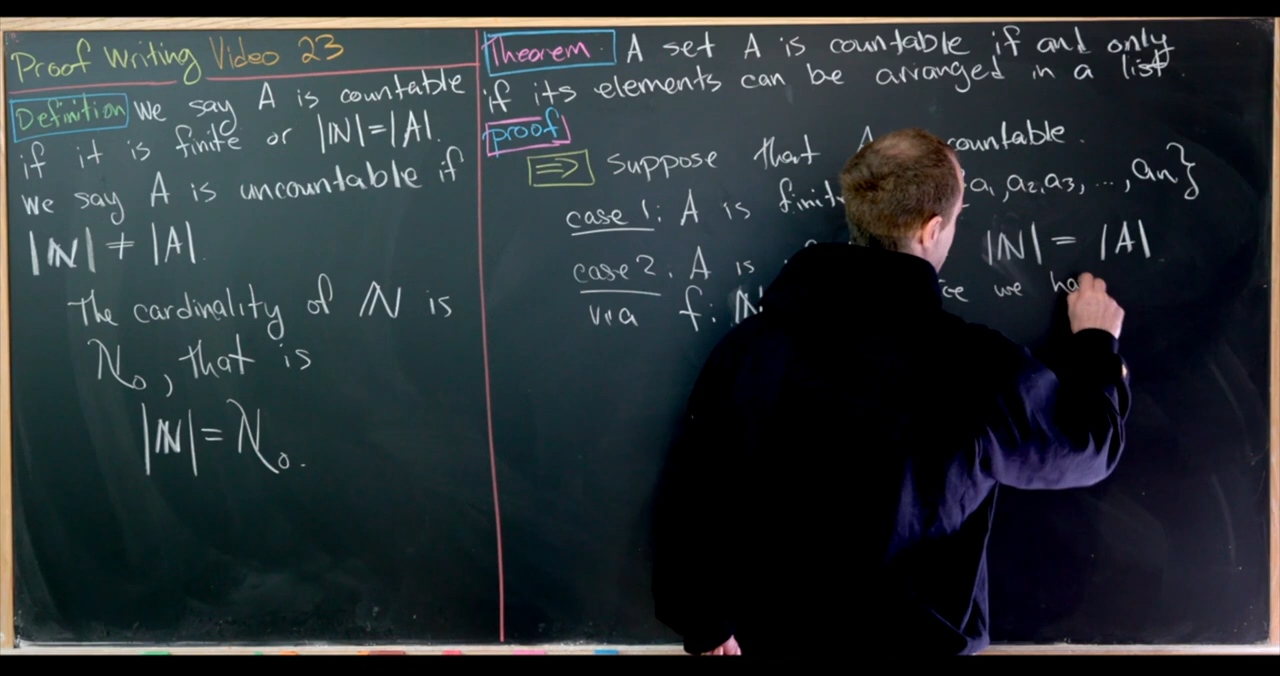 Proof Writing Video 23
Definition We say A is countable
if it is finite or |ℕ|=|A|.
We say A is uncountable if
|ℕ| ≠ |A|.
The cardinality of ℕ is
ℵ₀, that is
|ℕ| = ℵ₀.
Theorem. A set A is countable if and only
if its elements can be arranged in a list.
proof
⇒ Suppose that A countable.
case 1: A is finite a₁, a₂, a₃, ..., aₙ}
case 2. A is |ℕ| = |A|
via f: ℕ we ha